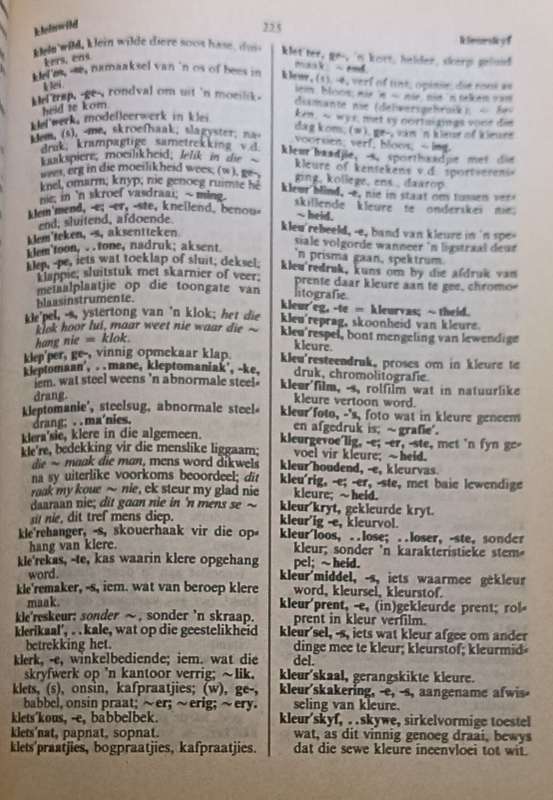 kleinwild
225
kleurskyf
klein'wild, klein wilde diere soos hase, dui-
kers, ens.
klei'os, -se, namaaksel van 'n os of bees in
klei.
klei'trap, -ge-, rondval om uit 'n moeilik-
heid te kom.
klei'werk, modelleerwerk in klei.
klem, (s), -me, skroefhaak; slagyster; na-
druk; krampagtige sametrekking v.d.
kaakspiere; moeilikheid; lelik in die ~
wees, erg in die moeilikheid wees; (w), ge-,
knel, omarm; knyp; nie genoeg ruimte hê
nie; in 'n skroef vasdraai; ~ming.
klem'mend, -e; -er, -ste, knellend, benou-
end; sluitend, afdoende.
klem'teken, -s, aksentteken.
klem'toon, ..tone, nadruk; aksent.
klep, -pe, iets wat toeklap of sluit; deksel;
klappie; sluitstuk met skarnier of veer;
metaalplaatjie op die toongate van
blaasinstrumente.
kle'pel, -s, ystertong van 'n klok; het die
klok hoor lui, maar weet nie waar die ~
hang nie = klok.
klep'per, ge-, vinnig opmekaar klap.
kleptomaan', ..mane, kleptomaniak', -ke,
iem. wat steel weens 'n abnormale steel-
drang.
kleptomanie', steelsug, abnormale steel-
drang; ..ma'nies.
klera'sie, klere in die algemeen.
kle're, bedekking vir die menslike liggaam;
die ~ maak die man, mens word dikwels
na sy uiterlike voorkoms beoordeel; dit
raak my koue ~ nie, ek steur my glad nie
daaraan nie; dit gaan nie in 'n mens se ~
sit nie, dit tref mens diep.
kle'rehanger, -s, skouerhaak vir die op-
hang van klere.
kle'rekas, -te, kas waarin klere opgehang
word.
kle'remaker, -s, iem. wat van beroep klere
maak.
kle'reskeur: sonder ~, sonder 'n skraap.
klerikaal', ..kale, wat op die geestelikheid
betrekking het.
klerk, -e, winkelbediende; iem. wat die
skryfwerk op 'n kantoor verrig; ~lik.
klets, (s), onsin, kafpraatjies; (w), ge-,
babbel, onsin praat; ~er; ~erig; ~ery.
klets'kous, -e, babbelbek.
klets'nat, papnat, sopnat.
klets'praatjies, bogpraatjies, kafpraatjies.
klet'ter, ge-, 'n kort, helder, skerp geluid
maak, ~end.
kleur, (s), -e, verf of tint; opinie; die rooi as
iem. bloos; nie 'n ~ nie, nie 'n teken van
diamante nie (delwersgebruik); ~ be-
ken, ~ wys, met sy oortuigings voor die
dag kom; (w), ge-, van 'n kleur of kleure
voorsien; verf, bloos; ~ing.
kleur'baadjie, -s, sportbaadjie met die
kleure of kentekens v.d. sportvereni-
ging, kollege, ens., daarop.
kleur'blind, -e, nie in staat om tussen ver-
skillende kleure te onderskei nie;
~heid.
kleu'rebeeld, -e, band van kleure in 'n spe-
siale volgorde wanneer 'n ligstraal deur
'n prisma gaan, spektrum.
kleu'redruk, kuns om by die afdruk van
prente daar kleure aan te gee, chromo-
litografie.
kleur'eg, -te = kleurvas; ~theid.
kleu'reprag, skoonheid van kleure.
kleu'respel, bont mengeling van lewendige
kleure.
kleu'resteendruk, proses om in kleure te
druk, chromolitografie.
kleur'film, -s, rolfilm wat in natuurlike
kleure vertoon word.
kleur'foto, -'s, foto wat in kleure geneem
en afgedruk is; ~grafie'.
kleurgevoe'lig, -e; -er, -ste, met 'n fyn ge-
voel vir kleure; ~heid.
kleur'houdend, -e, kleurvas.
kleu'rig, -e; -er, -ste, met baie lewendige
kleure; ~heid.
kleur'kryt, gekleurde kryt.
kleur'ig -e, kleurvol.
kleur'loos, ..lose; ..loser, -ste, sonder
kleur; sonder 'n karakteristieke stem-
pel; ~heid.
kleur'middel, -s, iets waarmee gekleur
word, kleursel, kleurstof.
kleur'prent, -e, (in)gekleurde prent; rol-
prent in kleur verfilm.
kleur'sel, -s, iets wat kleur afgee om ander
dinge mee te kleur; kleurstof; kleurmid-
del.
kleur'skaal, gerangskikte kleure.
kleur'skakering, -e, -s, aangename afwis-
seling van kleure.
kleur'skyf, ..skywe, sirkelvormige toestel
wat, as dit vinnig genoeg draai, bewys
dat die sewe kleure ineenvloei tot wit.